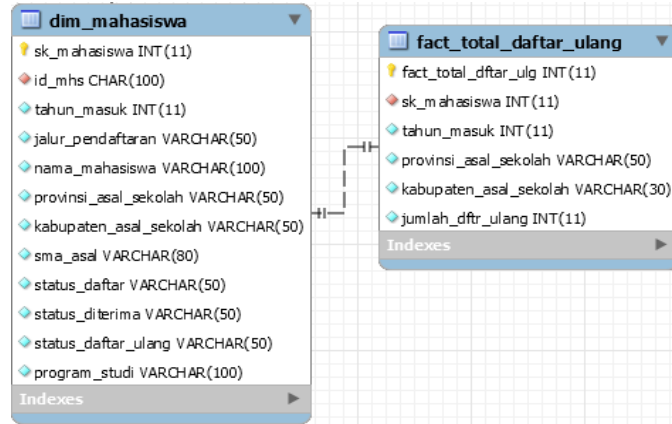 dim_mahasiswa
sk_mahasiswa INT(11)
id_mhs CHAR(100)
tahun_masuk INT(11)
jalur_pendaftaran VARCHAR(50)
nama_mahasiswa VARCHAR(100)
provinsi_asal_sekolah VARCHAR(50)
kabupaten_asal_sekolah VARCHAR(50)
sma_asal VARCHAR(80)
status_daftar VARCHAR(50)
status_diterima VARCHAR(50)
status_daftar_ulang VARCHAR(50)
program_studi VARCHAR(100)
Indexes
fact_total_daftar_ulang
fact_total_dftar_ulg INT(11)
sk_mahasiswa INT(11)
tahun_masuk INT(11)
provinsi_asal_sekolah VARCHAR(50)
kabupaten_asal_sekolah VARCHAR(30)
jumlah_dftr_ulang INT(11)
Indexes